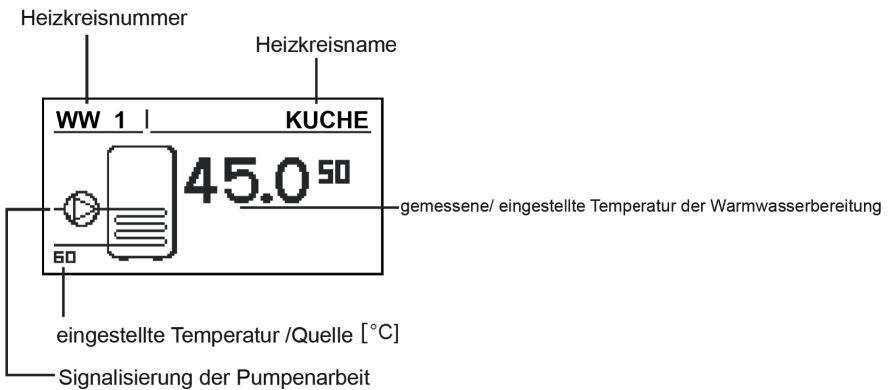 Heizkreisnummer
Heizkreisname
WW 1 KUCHE
45.0 50
gemessene/ eingestellte Temperatur der Warmwasserbereitung
60
eingestellte Temperatur /Quelle [°C]
Signalisierung der Pumpenarbeit